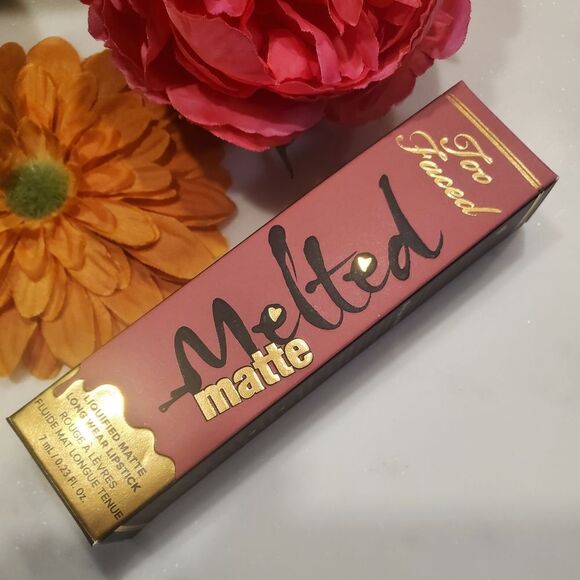 Too
Faced
Melted
matte
LIQUIFIED MATTE
LONG WEAR LIPSTICK
ROUGE À LÈVRES
FLUIDE MAT LONGUE TENUE
7 mL/0.23 Fl. Oz.